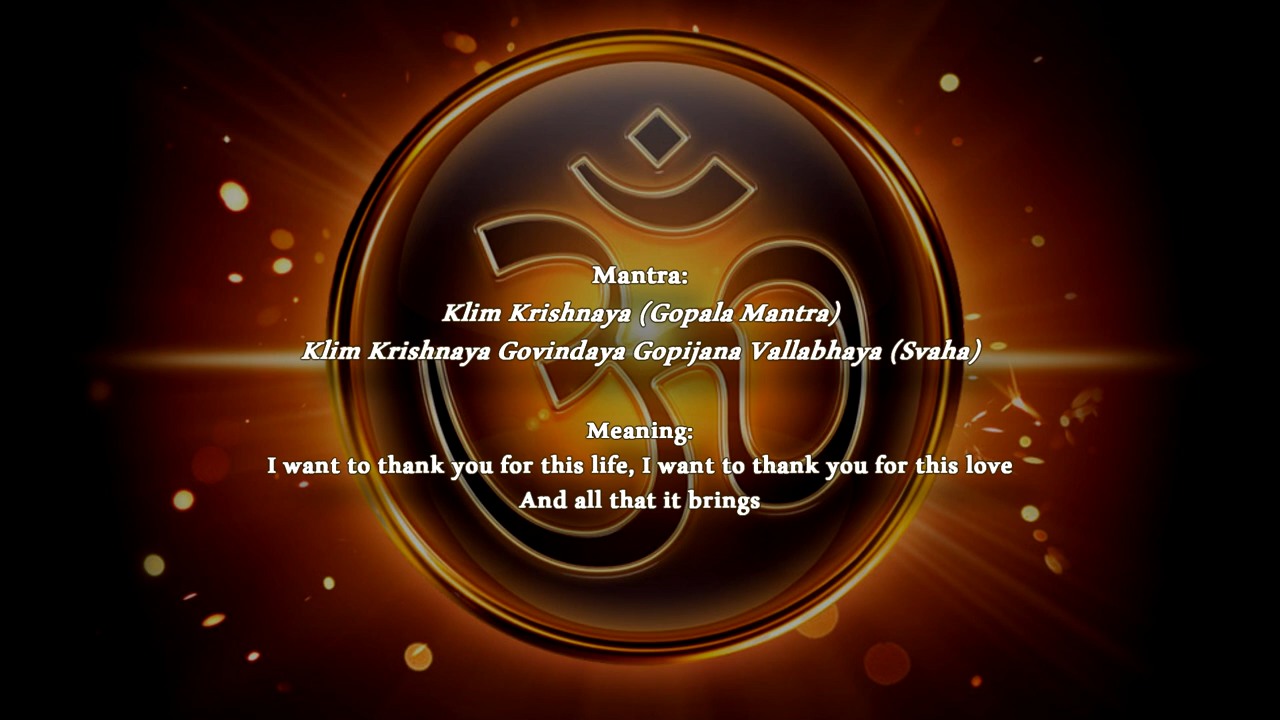 Mantra:
Klim Krishnaya (Gopala Mantra)
Klim Krishnaya Govindaya Gopijana Vallabhaya (Svaha)
Meaning:
I want to thank you for this life, I want to thank you for this love
And all that it brings